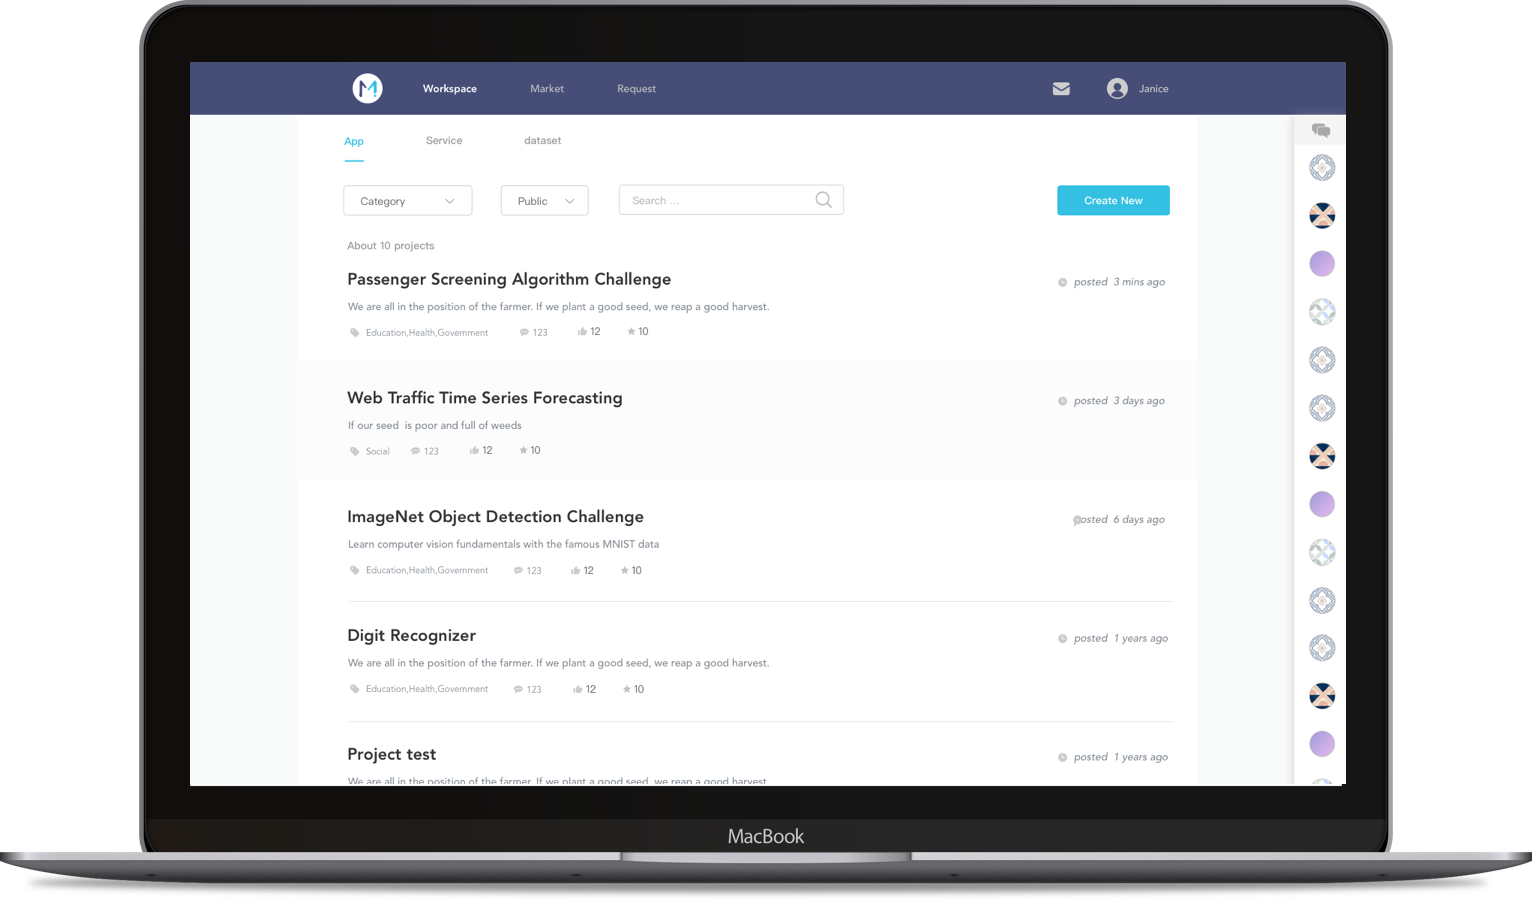 M
Workspace Market Request Janice
App Service dataset
Category Public Search ... Create New
About 10 projects
Passenger Screening Algorithm Challenge posted 3 mins ago
We are all in the position of the farmer. If we plant a good seed, we reap a good harvest.
Education,Health,Government 123 12 10
Web Traffic Time Series Forecasting posted 3 days ago
If our seed is poor and full of weeds
Social 123 12 10
ImageNet Object Detection Challenge posted 6 days ago
Learn computer vision fundamentals with the famous MNIST data
Education,Health,Government 123 12 10
Digit Recognizer posted 1 years ago
We are all in the position of the farmer. If we plant a good seed, we reap a good harvest.
Education,Health,Government 123 12 10
Project test posted 1 years ago
We are all in the position of the farmer. If we plant a good seed, we reap a good harvest.
MacBook